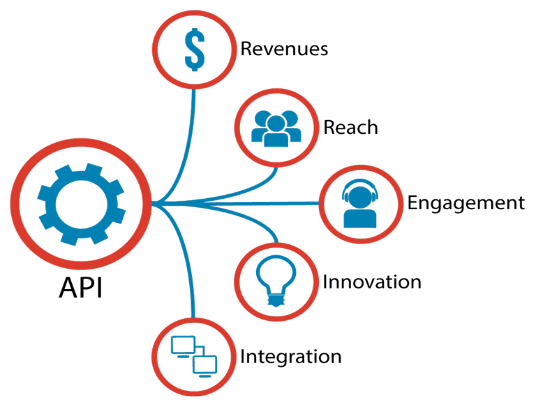 Revenues
Reach
Engagement
API
Innovation
Integration